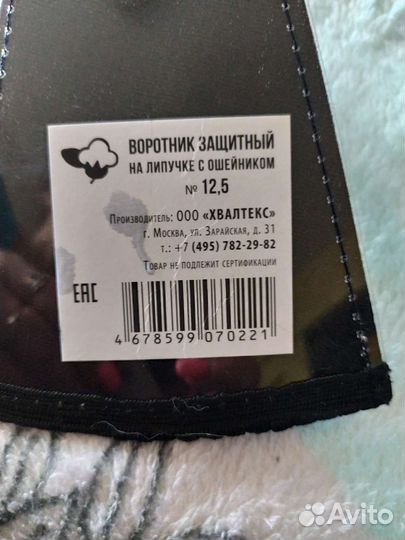 ВОРОТНИК ЗАЩИТНЫЙ
НА ЛИПУЧКЕ С ОШЕЙНИКОМ
№ 12,5
ПРОИЗВОДИТЕЛЬ: ООО «ХВАЛТЕКС»
Г. МОСКВА, УЛ. ЗАРАЙСКАЯ, Д. 31
Т.: +7 (495) 782-29-82
ТОВАР НЕ ПОДЛЕЖИТ СЕРТИФИКАЦИИ
EAC
4 678599 070221
Avito